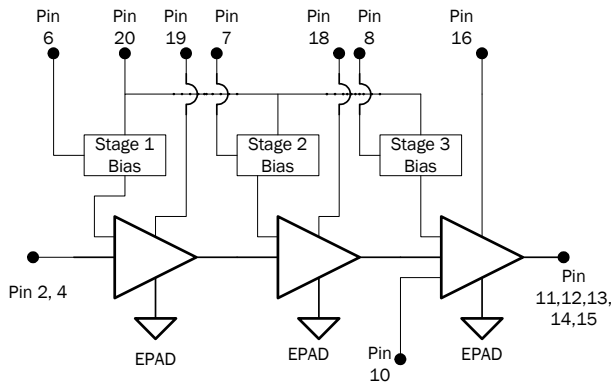 Pin
6
Pin
20
Pin
19
Pin
7
Pin
18
Pin
8
Pin
16
Stage 1
Bias
Stage 2
Bias
Stage 3
Bias
Pin 2, 4
Pin
11,12,13,
14,15
EPAD
EPAD
Pin
10
EPAD